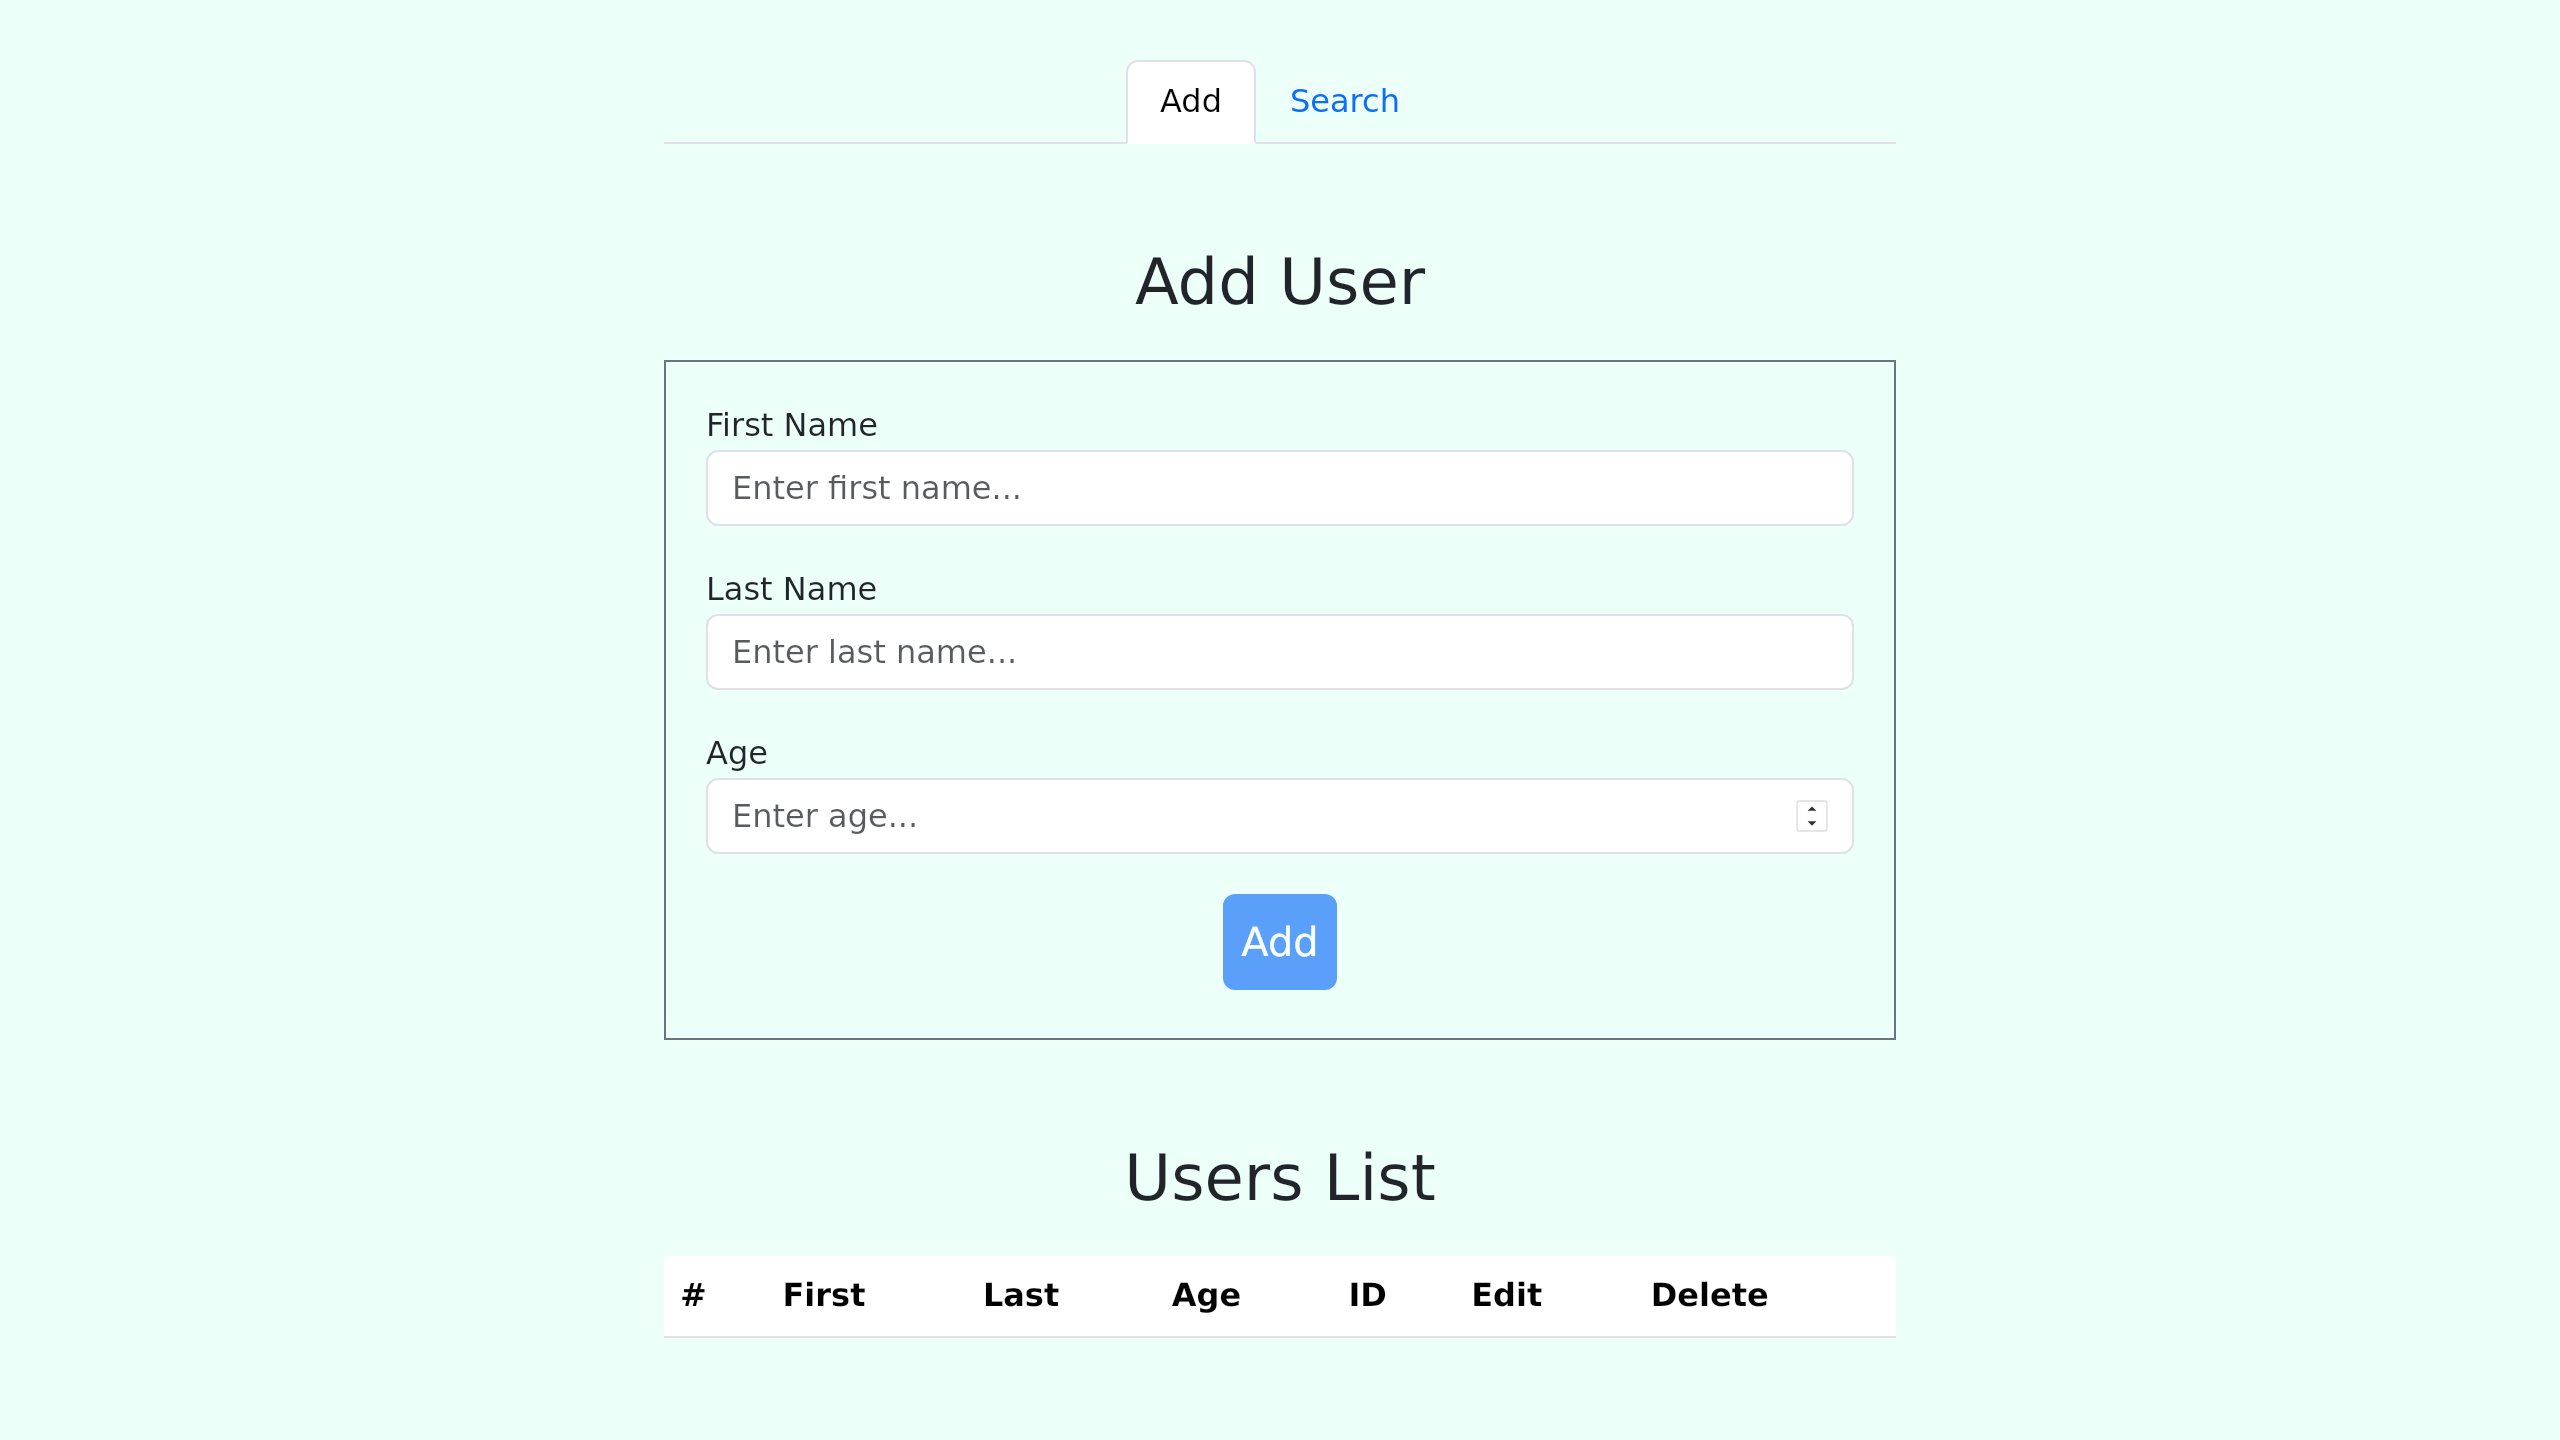 Add Search
Add User
First Name
Enter first name...
Last Name
Enter last name...
Age
Enter age...
Add
Users List
# First Last Age ID Edit Delete